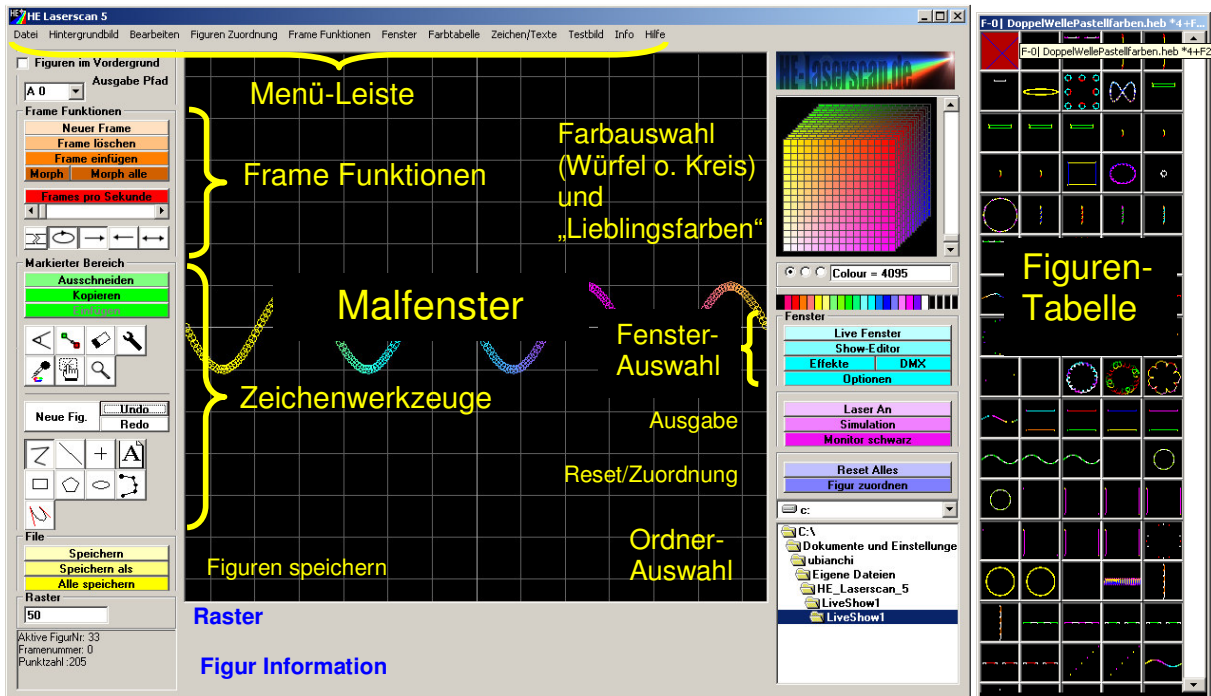 HE Laserscan 5
Datei Hintergrundbild Bearbeiten Figuren Zuordnung Frame Funktionen Fenster Farbtabelle Zeichen/Texte Testbild Info Hilfe
Figuren im Vordergrund
A 0
Ausgabe Pfad
Frame Funktionen
Neuer Frame
Frame löschen
Frame einfügen
Morph Morph alle
Frames pro Sekunde
Markierter Bereich
Ausschneiden
Kopieren
Einfügen
Neue Fig.
Undo
Redo
A
File
Speichern
Speichern als
Alle speichern
Raster
50
Aktive FigurNr: 33
Framenummer: 0
Punktzahl :205
Menü-Leiste
Frame Funktionen
Farbauswahl
(Würfel o. Kreis)
und
„Lieblingsfarben“
Malfenster
Fenster-
Auswahl
Zeichenwerkzeuge
Ausgabe
Reset/Zuordnung
Ordner-
Auswahl
Figuren speichern
Raster
Figur Information
HE-Laserscan.de
Colour = 4095
Fenster
Live Fenster
Show-Editor
Effekte DMX
Optionen
Laser An
Simulation
Monitor schwarz
Reset Alles
Figur zuordnen
c:
C:\
Dokumente und Einstellunge
ubianchi
Eigene Dateien
HE_Laserscan_5
LiveShow1
LiveShow1
F-0| DoppelWellePastellfarben.heb *4+F...
F-0| DoppelWellePastellfarben.heb *4+F2
Figuren-
Tabelle